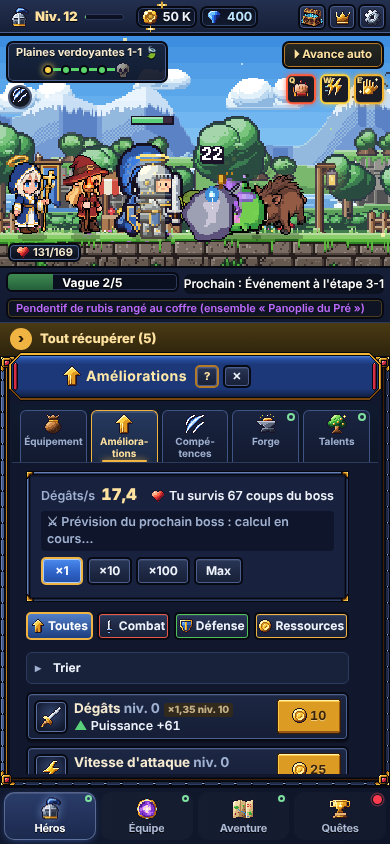 Niv. 12
50 K
400
Plaines verdoyantes 1-1
Avance auto
Q
W
E
22
131/169
Vague 2/5
Prochain : Événement à l'étape 3-1
Pendentif de rubis rangé au coffre (ensemble « Panoplie du Pré »)
Tout récupérer (5)
Améliorations
?
×
Équipement
Améliora-
tions
Compé-
tences
Forge
Talents
Dégâts/s 17,4
Tu survis 67 coups du boss
Prévision du prochain boss : calcul en
cours...
×1
×10
×100
Max
Toutes
Combat
Défense
Ressources
Trier
Dégâts niv. 0 ×1,35 niv. 10
Puissance +61
10
Vitesse d'attaque niv. 0
25
Héros
Équipe
Aventure
Quêtes